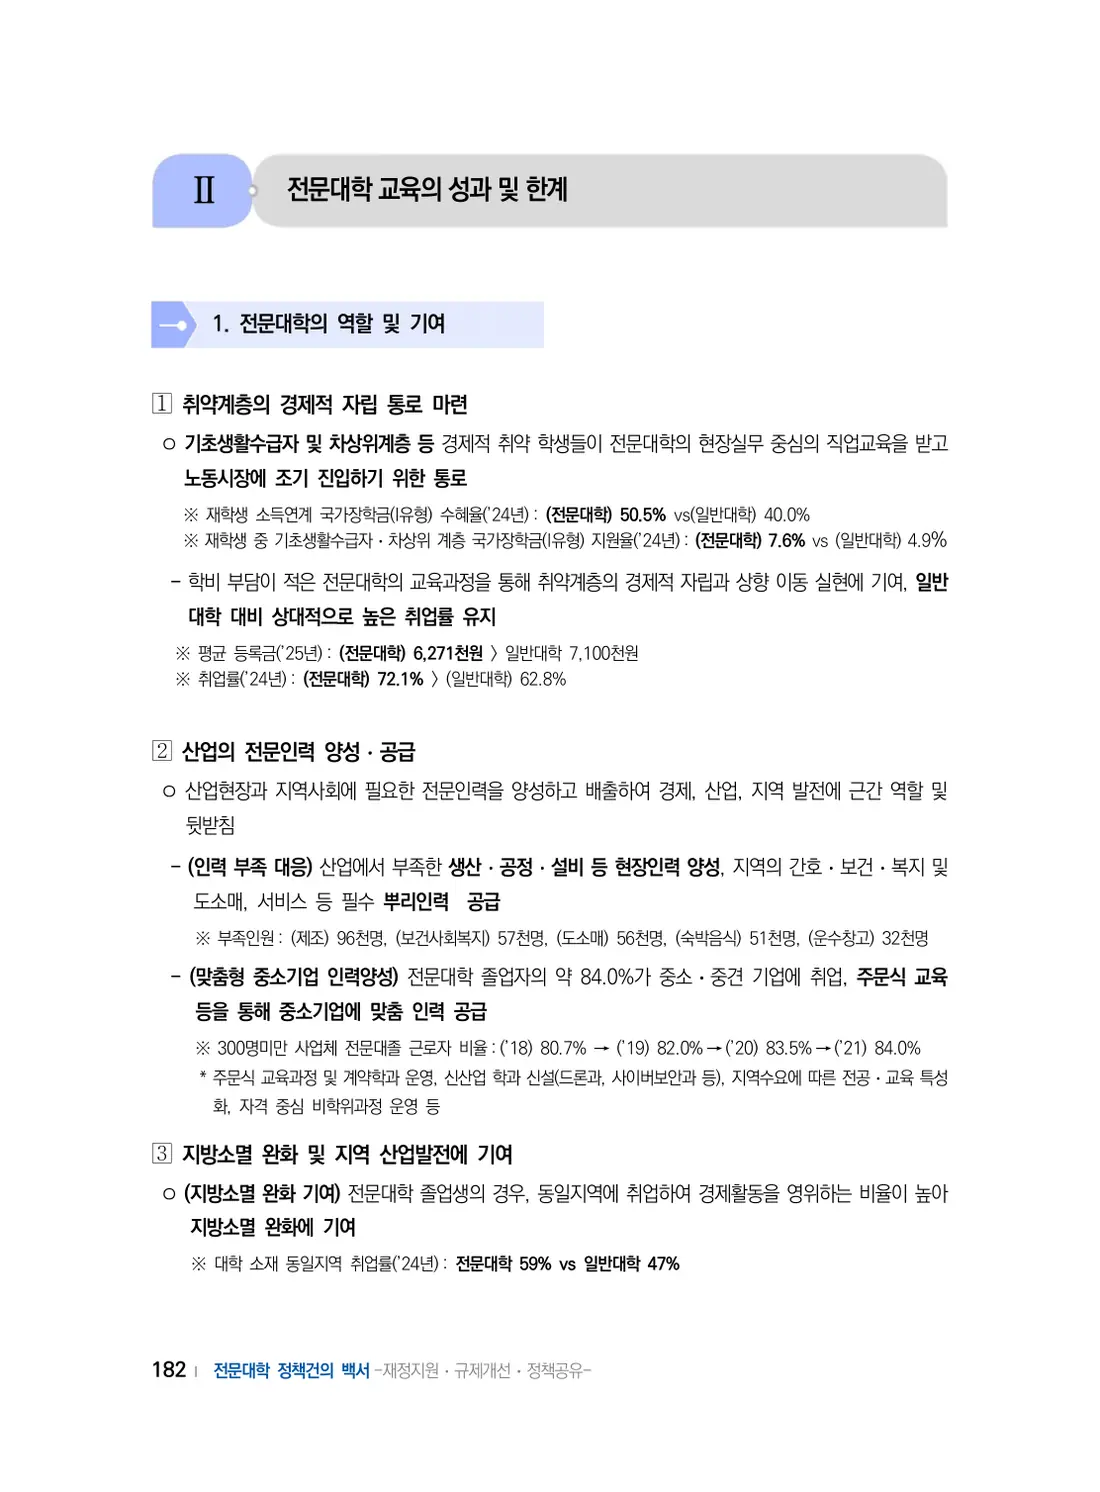 Ⅱ
전문대학 교육의 성과 및 한계
1. 전문대학의 역할 및 기여
1 취약계층의 경제적 자립 통로 마련
○ 기초생활수급자 및 차상위계층 등 경제적 취약 학생들이 전문대학의 현장실무 중심의 직업교육을 받고
노동시장에 조기 진입하기 위한 통로
※ 재학생 소득연계 국가장학금(I유형) 수혜율('24년) : (전문대학) 50.5% vs(일반대학) 40.0%
※ 재학생 중 기초생활수급자·차상위 계층 국가장학금(I유형) 지원율('24년) : (전문대학) 7.6% vs (일반대학) 4.9%
- 학비 부담이 적은 전문대학의 교육과정을 통해 취약계층의 경제적 자립과 상향 이동 실현에 기여, 일반
대학 대비 상대적으로 높은 취업률 유지
※ 평균 등록금('25년) : (전문대학) 6,271천원 〉 일반대학 7,100천원
※ 취업률('24년) : (전문대학) 72.1% 〉 (일반대학) 62.8%
2 산업의 전문인력 양성·공급
○ 산업현장과 지역사회에 필요한 전문인력을 양성하고 배출하여 경제, 산업, 지역 발전에 근간 역할 및
뒷받침
- (인력 부족 대응) 산업에서 부족한 생산·공정·설비 등 현장인력 양성, 지역의 간호·보건·복지 및
도소매, 서비스 등 필수 뿌리인력 공급
※ 부족인원 : (제조) 96천명, (보건사회복지) 57천명, (도소매) 56천명, (숙박음식) 51천명, (운수창고) 32천명
- (맞춤형 중소기업 인력양성) 전문대학 졸업자의 약 84.0%가 중소·중견 기업에 취업, 주문식 교육
등을 통해 중소기업에 맞춤 인력 공급
※ 300명미만 사업체 전문대졸 근로자 비율 : ('18) 80.7% → ('19) 82.0% → ('20) 83.5% → ('21) 84.0%
* 주문식 교육과정 및 계약학과 운영, 신산업 학과 신설(드론과, 사이버보안과 등), 지역수요에 따른 전공·교육 특성
화, 자격 중심 비학위과정 운영 등
3 지방소멸 완화 및 지역 산업발전에 기여
○ (지방소멸 완화 기여) 전문대학 졸업생의 경우, 동일지역에 취업하여 경제활동을 영위하는 비율이 높아
지방소멸 완화에 기여
※ 대학 소재 동일지역 취업률('24년) : 전문대학 59% vs 일반대학 47%
182 | 전문대학 정책건의 백서 -재정지원·규제개선·정책공유-